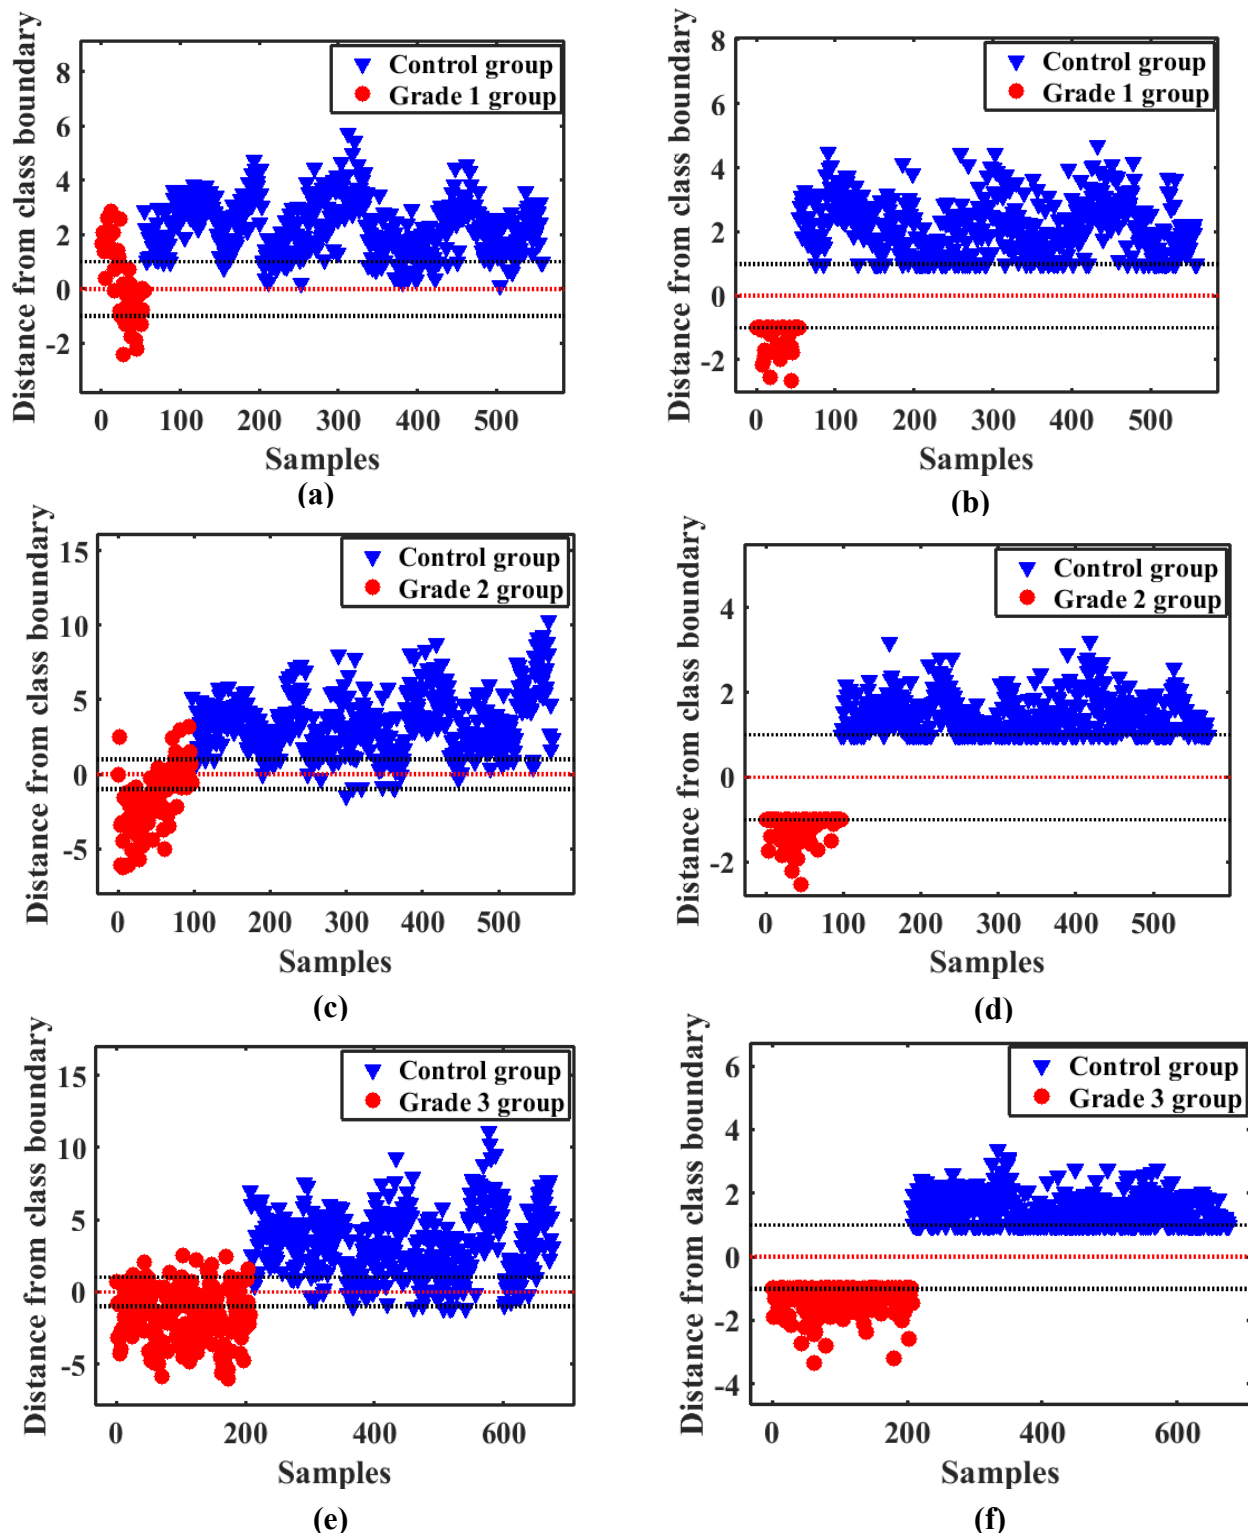 Distance from class boundary
8
6
4
2
0
-2
Control group
Grade 1 group
0 100 200 300 400 500
Samples
(a)
Distance from class boundary
8
6
4
2
0
-2
Control group
Grade 1 group
0 100 200 300 400 500
Samples
(b)
Distance from class boundary
15
10
5
0
-5
Control group
Grade 2 group
0 100 200 300 400 500
Samples
(c)
Distance from class boundary
4
2
0
-2
Control group
Grade 2 group
0 100 200 300 400 500
Samples
(d)
Distance from class boundary
15
10
5
0
-5
Control group
Grade 3 group
0 200 400 600
Samples
(e)
Distance from class boundary
6
4
2
0
-2
-4
Control group
Grade 3 group
0 200 400 600
Samples
(f)